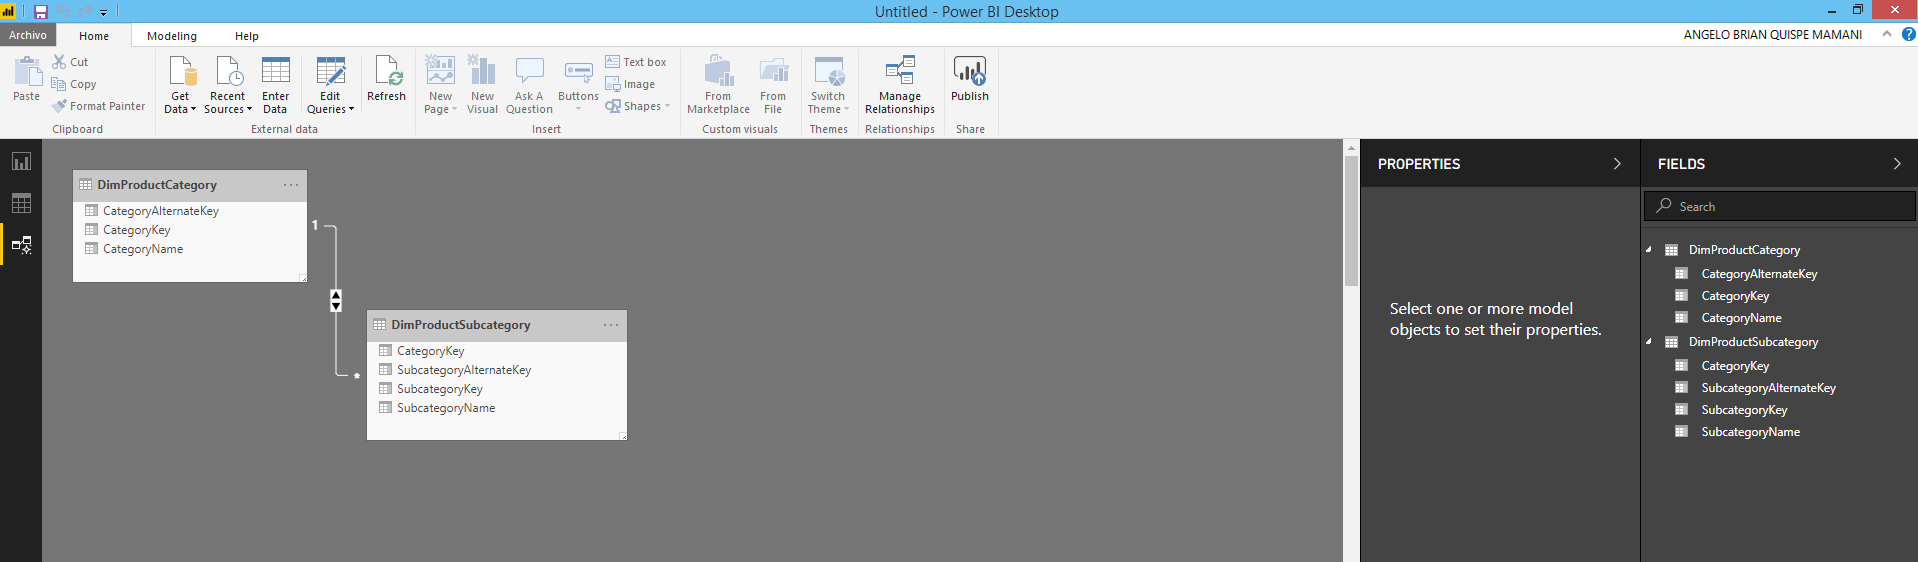 Untitled - Power BI Desktop
Archivo Home Modeling Help
ANGELO BRIAN QUISPE MAMANI
Paste
Cut
Copy
Format Painter
Clipboard
Get Data
Recent Sources
Enter Data
Edit Queries
Refresh
External data
New Page
New Visual
Ask A Question
Buttons
Text box
Image
Shapes
Insert
From Marketplace
From File
Custom visuals
Switch Theme
Themes
Manage Relationships
Relationships
Publish
Share
DimProductCategory
CategoryAlternateKey
CategoryKey
CategoryName
1
*
DimProductSubcategory
CategoryKey
SubcategoryAlternateKey
SubcategoryKey
SubcategoryName
PROPERTIES
Select one or more model
objects to set their properties.
FIELDS
Search
DimProductCategory
CategoryAlternateKey
CategoryKey
CategoryName
DimProductSubcategory
CategoryKey
SubcategoryAlternateKey
SubcategoryKey
SubcategoryName